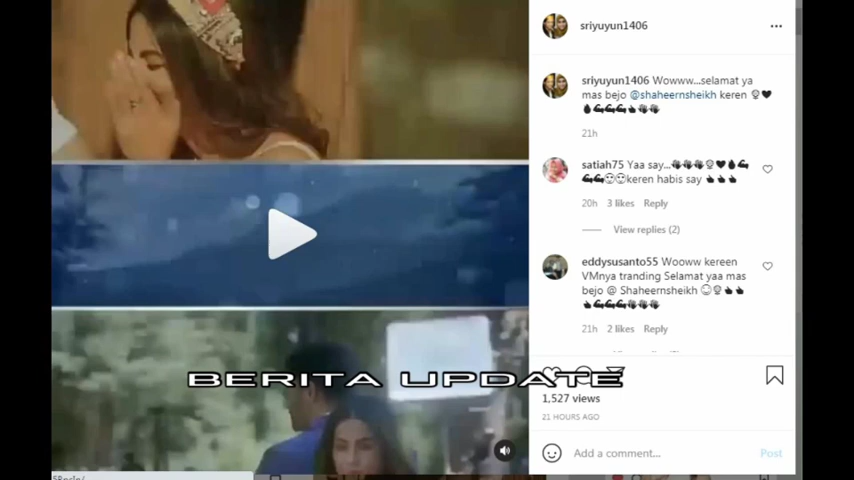 sriyuyun1406
sriyuyun1406 Wowww...selamat ya
mas bejo @shaheernsheikh keren
21h
satiah75 Yaa say...
keren habis say
20h 3 likes Reply
View replies (2)
eddysusanto55 Wooww kereen
VMnya tranding Selamat yaa mas
bejo @ Shaheernsheikh
21h 2 likes Reply
BERITA UPDATE
1,527 views
21 HOURS AGO
Add a comment... Post